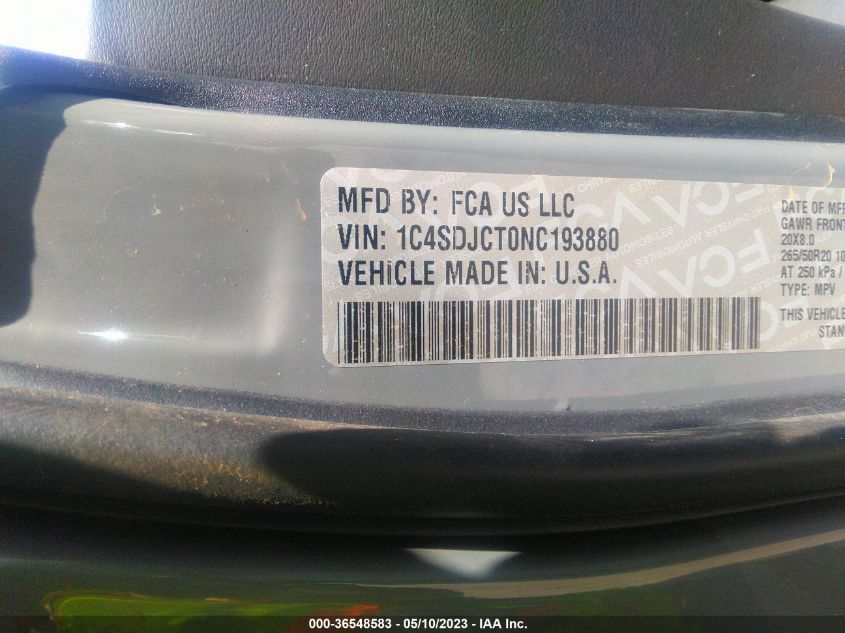 MFD BY: FCA US LLC
VIN: 1C4SDJCT0NC193880
VEHICLE MADE IN: U.S.A.
DATE OF MFR
GAWR FRONT
20X8.0
265/50R20 10
AT 250 kPa /
TYPE: MPV
THIS VEHICLE
STAN
000-36548583 - 05/10/2023 - IAA Inc.